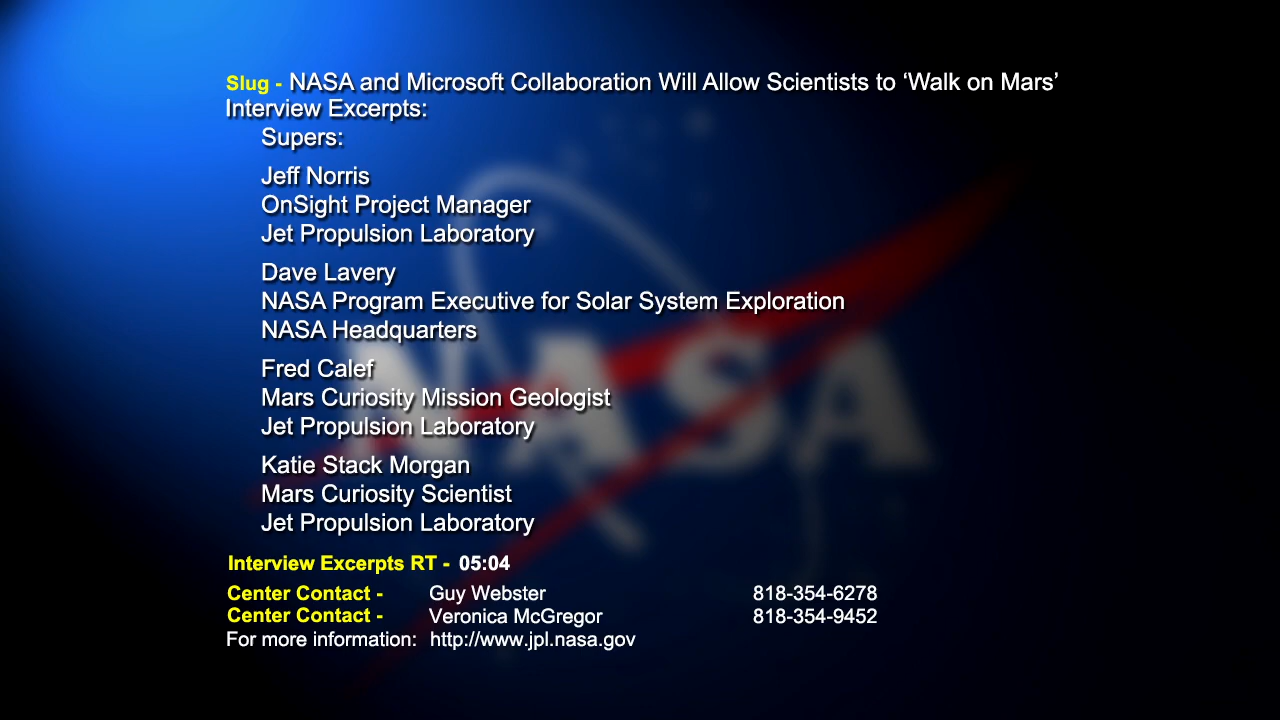 Slug - NASA and Microsoft Collaboration Will Allow Scientists to ‘Walk on Mars’
Interview Excerpts:
Supers:
Jeff Norris
OnSight Project Manager
Jet Propulsion Laboratory
Dave Lavery
NASA Program Executive for Solar System Exploration
NASA Headquarters
Fred Calef
Mars Curiosity Mission Geologist
Jet Propulsion Laboratory
Katie Stack Morgan
Mars Curiosity Scientist
Jet Propulsion Laboratory
Interview Excerpts RT - 05:04
Center Contact - Guy Webster 818-354-6278
Center Contact - Veronica McGregor 818-354-9452
For more information: http://www.jpl.nasa.gov
NASA